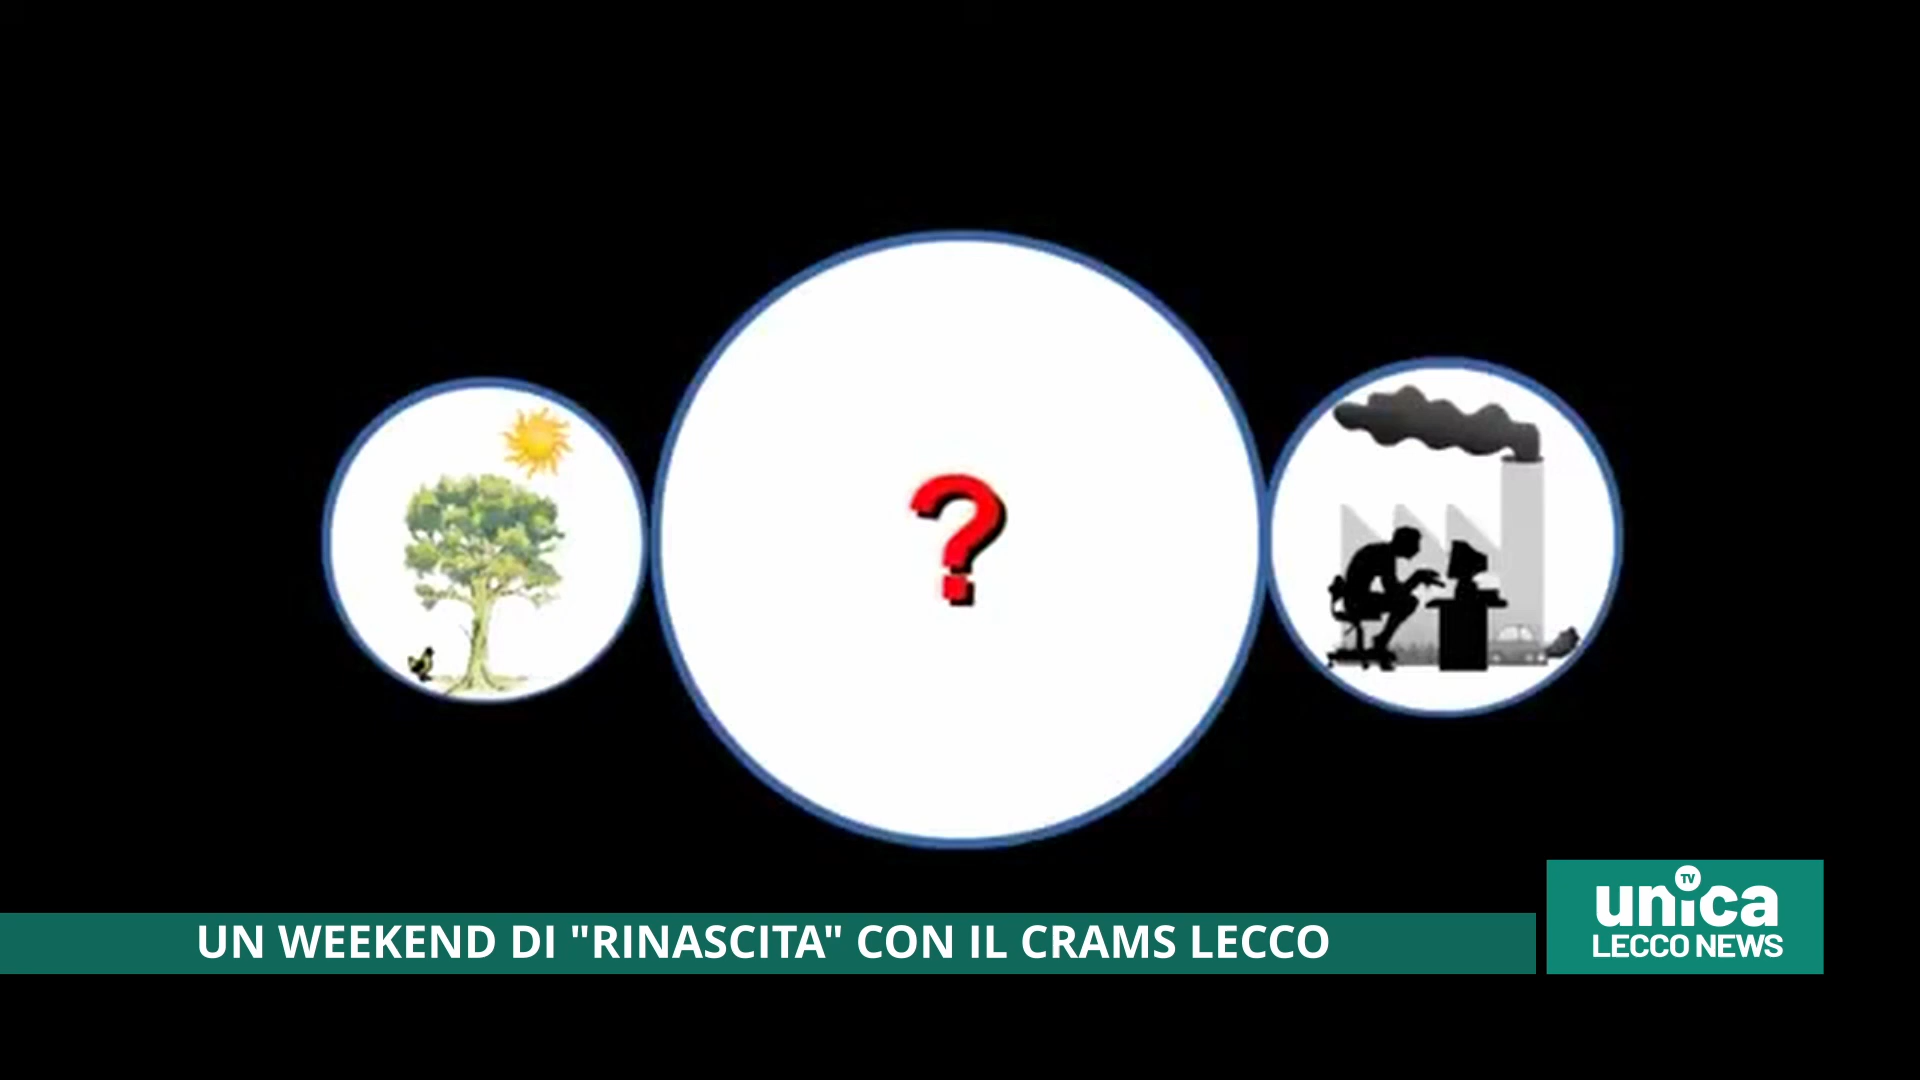 ?
UN WEEKEND DI "RINASCITA" CON IL CRAMS LECCO
TV
unica
LECCO NEWS